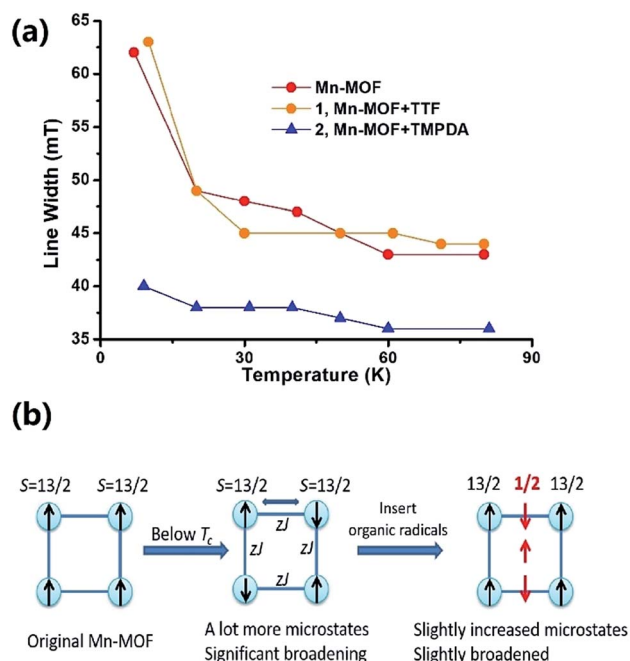 (a)
65
60
55
50
45
40
35
Line Width (mT)
Mn-MOF
1, Mn-MOF+TTF
2, Mn-MOF+TMPDA
0 30 60 90
Temperature (K)
(b)
S=13/2 S=13/2
S=13/2 S=13/2
13/2 1/2 13/2
Below Tc
zJ
zJ zJ
zJ
Insert
organic radicals
Original Mn-MOF
A lot more microstates
Significant broadening
Slightly increased microstates
Slightly broadened